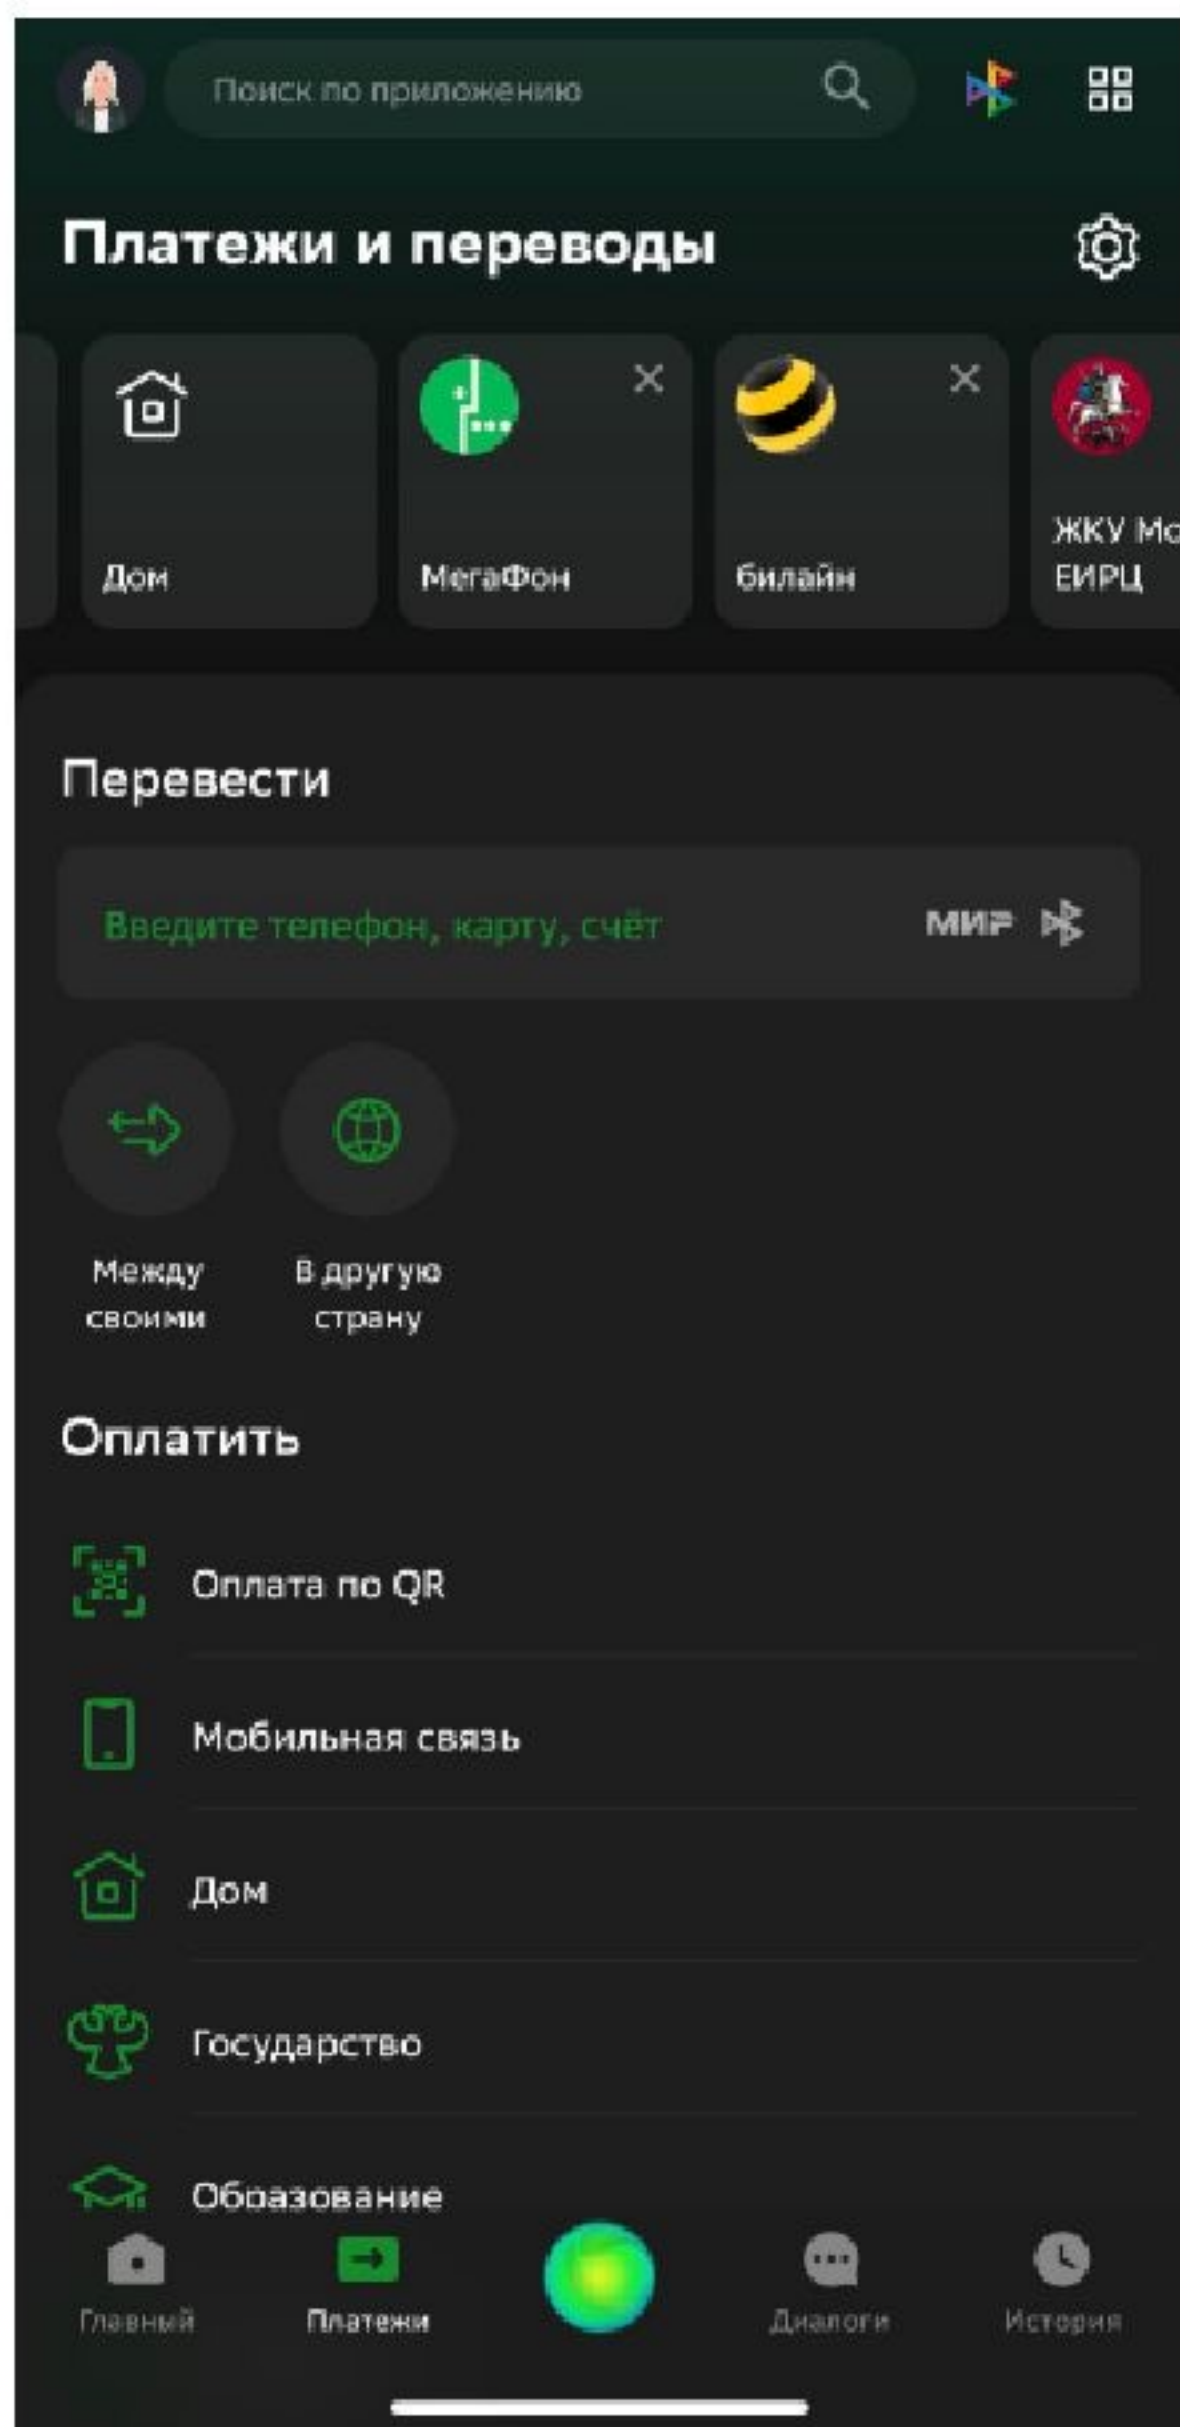 Поиск по приложению
Платежи и переводы
Дом
МегаФон
билайн
ЖКУ Мо
ЕИРЦ
Перевести
Введите телефон, карту, счёт
МИР
Между
своими
В другую
страну
Оплатить
Оплата по QR
Мобильная связь
Дом
Государство
Образование
Главный
Платежи
Диалоги
История